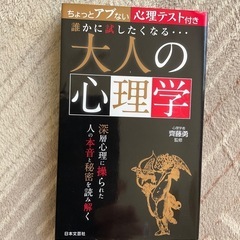 ちょっとアブない心理テスト付き
誰かに試したくなる・・・
大人の
心理学
深層心理に操られた
人の本音と秘密を読み解く
心理学者
齊藤勇
監修
日本文芸社